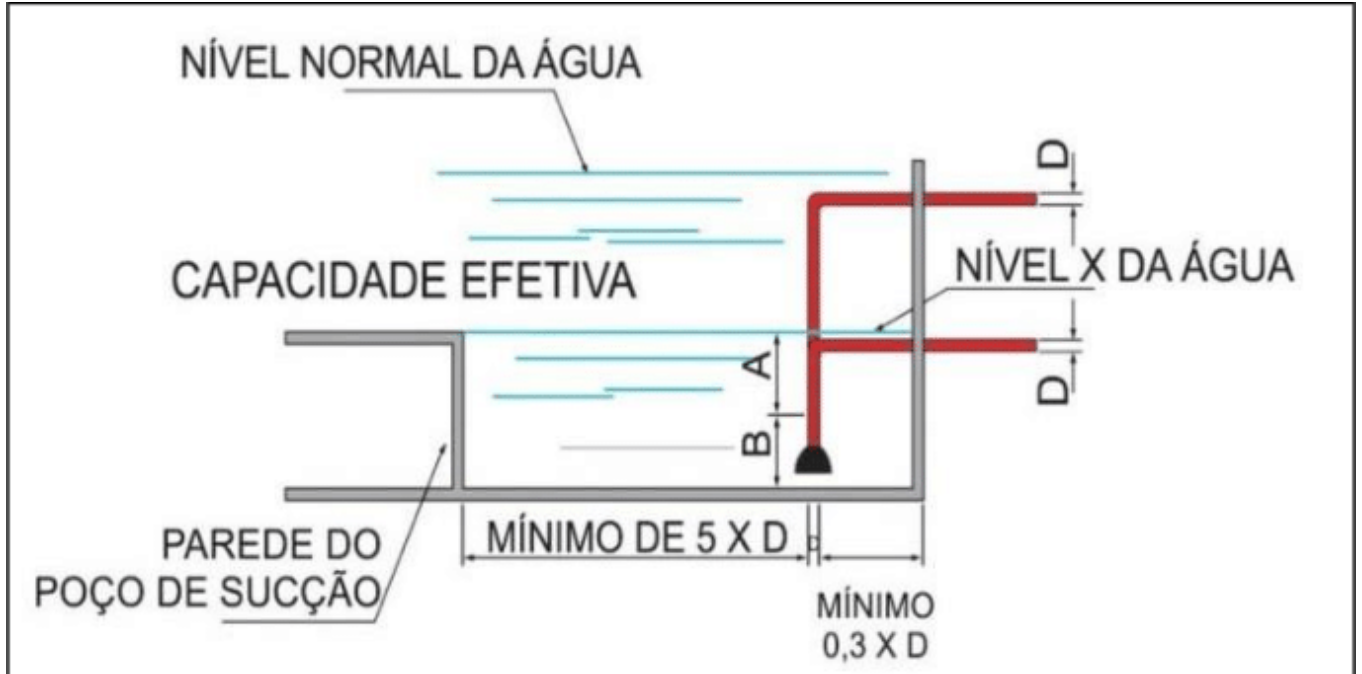 NÍVEL NORMAL DA ÁGUA
D
NÍVEL X DA ÁGUA
CAPACIDADE EFETIVA
A
D
B
MÍNIMO DE 5 X D
D
PAREDE DO
POÇO DE SUCÇÃO
MÍNIMO
0,3 X D